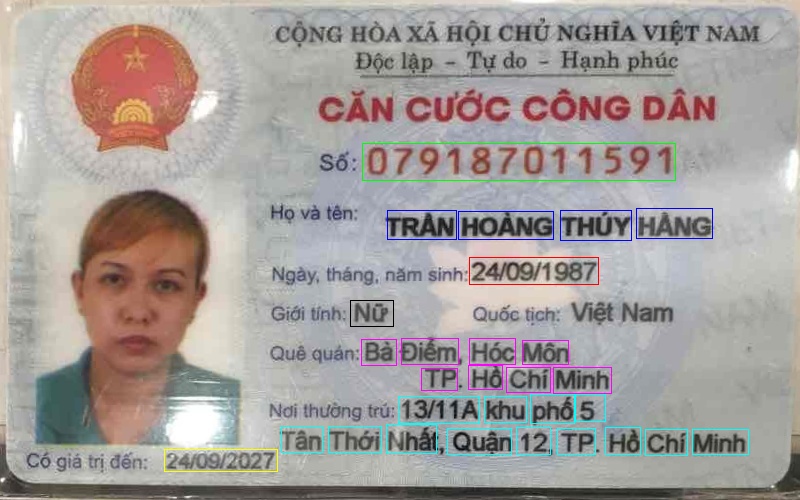 CỘNG HÒA XÃ HỘI CHỦ NGHĨA VIỆT NAM
Độc lập - Tự do - Hạnh phúc
CĂN CƯỚC CÔNG DÂN
Số: 079187011591
Họ và tên: TRẦN HOÀNG THÚY HẰNG
Ngày, tháng, năm sinh: 24/09/1987
Giới tính: Nữ Quốc tịch: Việt Nam
Quê quán: Bà Điểm, Hóc Môn
TP. Hồ Chí Minh
Nơi thường trú: 13/11A khu phố 5
Tân Thới Nhất, Quận 12, TP. Hồ Chí Minh
Có giá trị đến: 24/09/2027